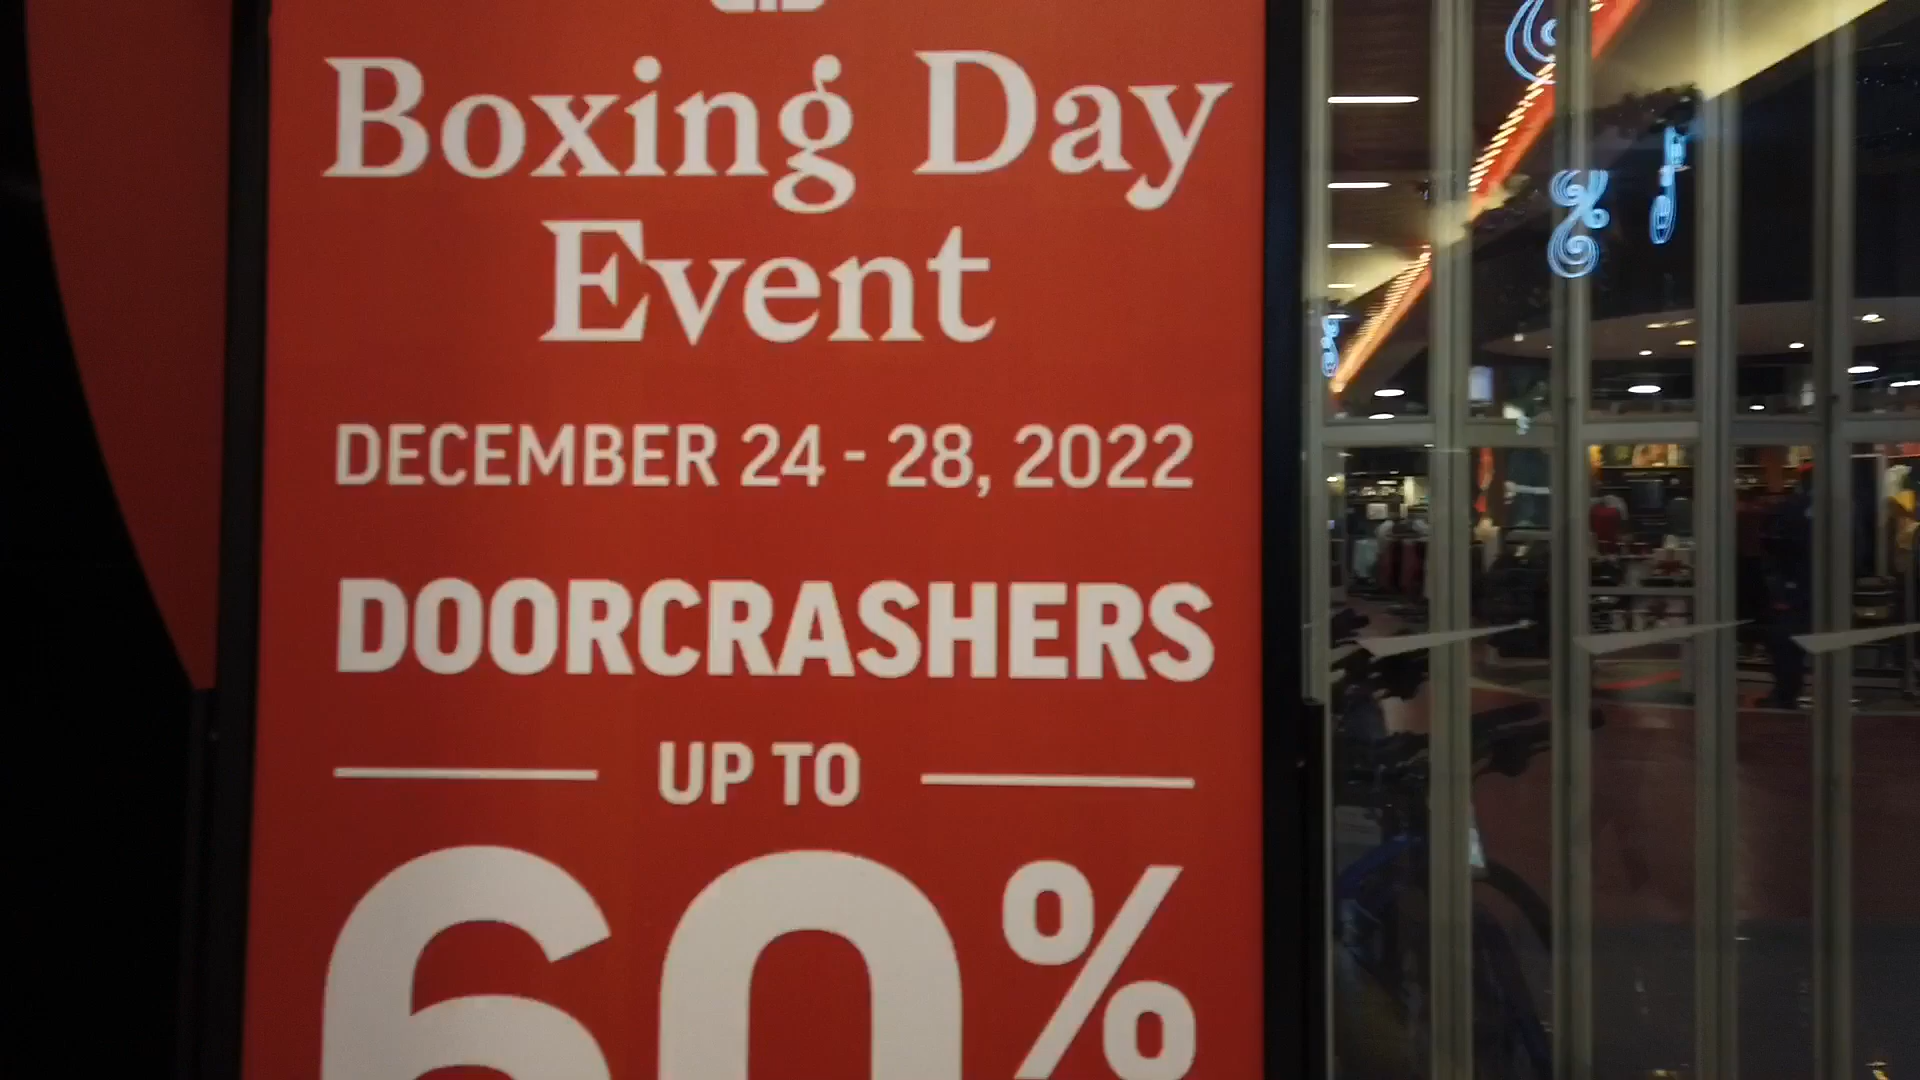 Boxing Day
Event
DECEMBER 24 - 28, 2022
DOORCRASHERS
UP TO
60%